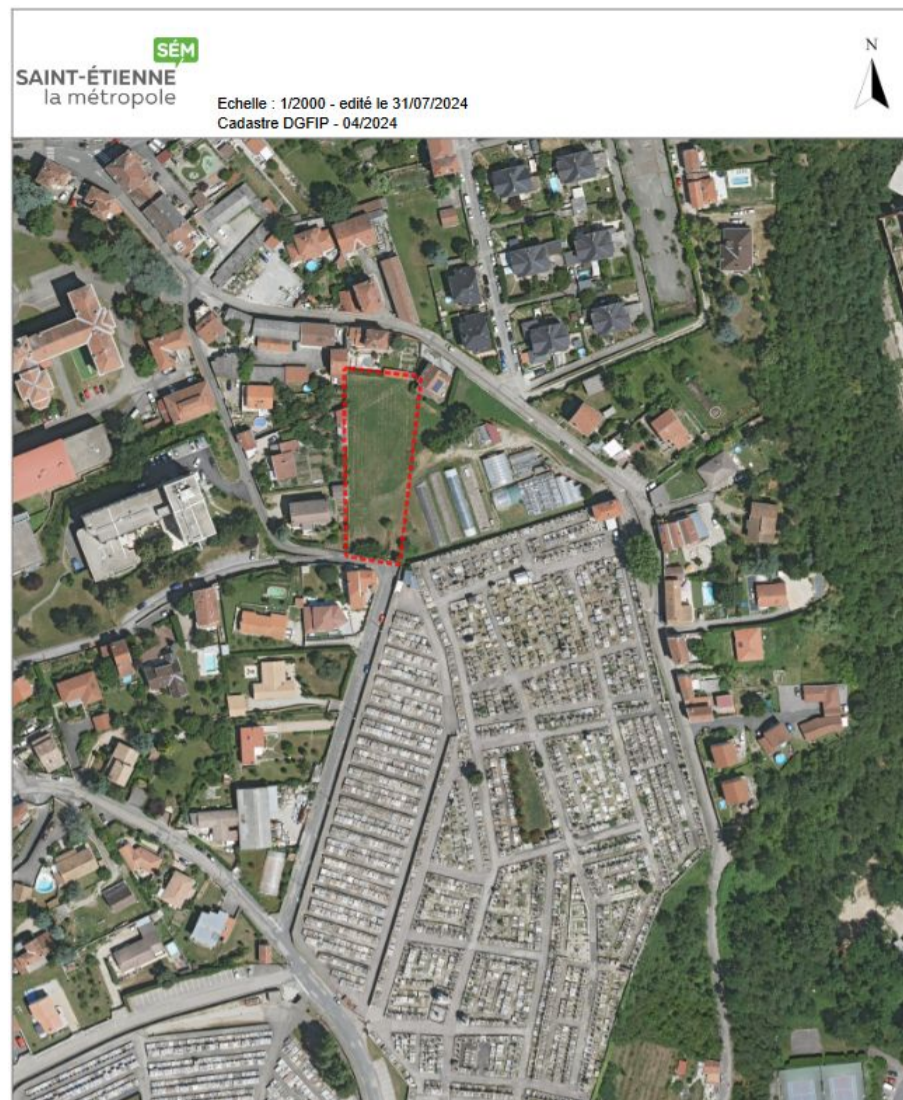 SÉM
SAINT-ÉTIENNE
la métropole
N
Echelle : 1/2000 - edité le 31/07/2024
Cadastre DGFIP - 04/2024